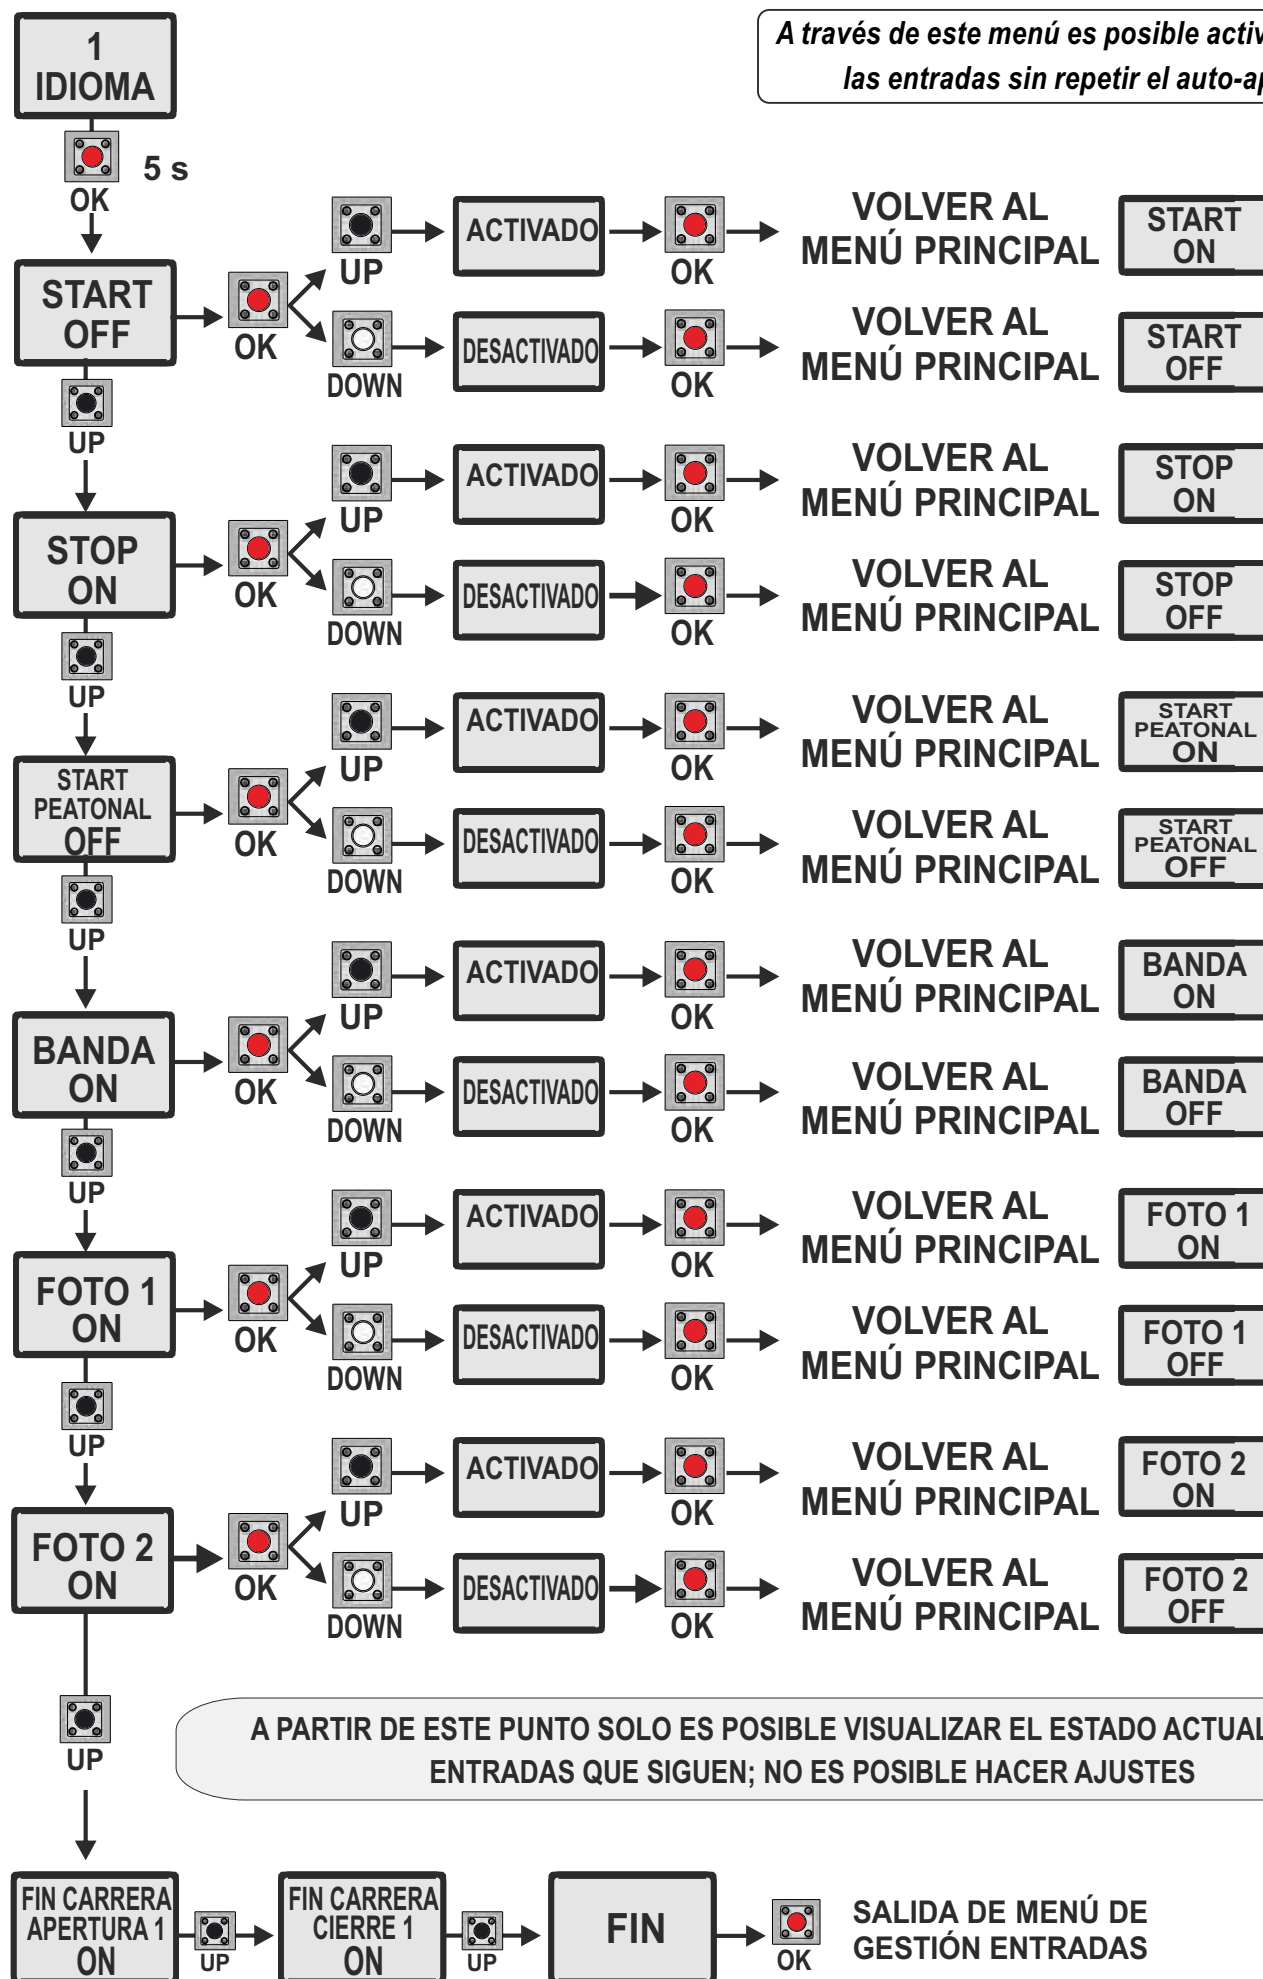 1
IDIOMA
A través de este menú es posible
las entradas sin repetir el
5 s
OK
START
OFF
OK
UP
ACTIVADO
OK
VOLVER AL
MENÚ PRINCIPAL
START
ON
DOWN
DESACTIVADO
OK
VOLVER AL
MENÚ PRINCIPAL
START
OFF
UP
STOP
ON
OK
UP
ACTIVADO
OK
VOLVER AL
MENÚ PRINCIPAL
STOP
ON
DOWN
DESACTIVADO
OK
VOLVER AL
MENÚ PRINCIPAL
STOP
OFF
UP
START
PEATONAL
OFF
OK
UP
ACTIVADO
OK
VOLVER AL
MENÚ PRINCIPAL
START
PEATONAL
ON
DOWN
DESACTIVADO
OK
VOLVER AL
MENÚ PRINCIPAL
START
PEATONAL
OFF
UP
BANDA
ON
OK
UP
ACTIVADO
OK
VOLVER AL
MENÚ PRINCIPAL
BANDA
ON
DOWN
DESACTIVADO
OK
VOLVER AL
MENÚ PRINCIPAL
BANDA
OFF
UP
FOTO 1
ON
OK
UP
ACTIVADO
OK
VOLVER AL
MENÚ PRINCIPAL
FOTO 1
ON
DOWN
DESACTIVADO
OK
VOLVER AL
MENÚ PRINCIPAL
FOTO 1
OFF
UP
FOTO 2
ON
OK
UP
ACTIVADO
OK
VOLVER AL
MENÚ PRINCIPAL
FOTO 2
ON
DOWN
DESACTIVADO
OK
VOLVER AL
MENÚ PRINCIPAL
FOTO 2
OFF
UP
A PARTIR DE ESTE PUNTO SOLO ES POSIBLE VISUALIZAR EL ESTADO ACTUAL
ENTRADAS QUE SIGUEN; NO ES POSIBLE HACER AJUSTES
FIN CARRERA
APERTURA 1
ON
UP
FIN CARRERA
CIERRE 1
ON
UP
FIN
OK
SALIDA DE MENÚ DE
GESTIÓN ENTRADAS